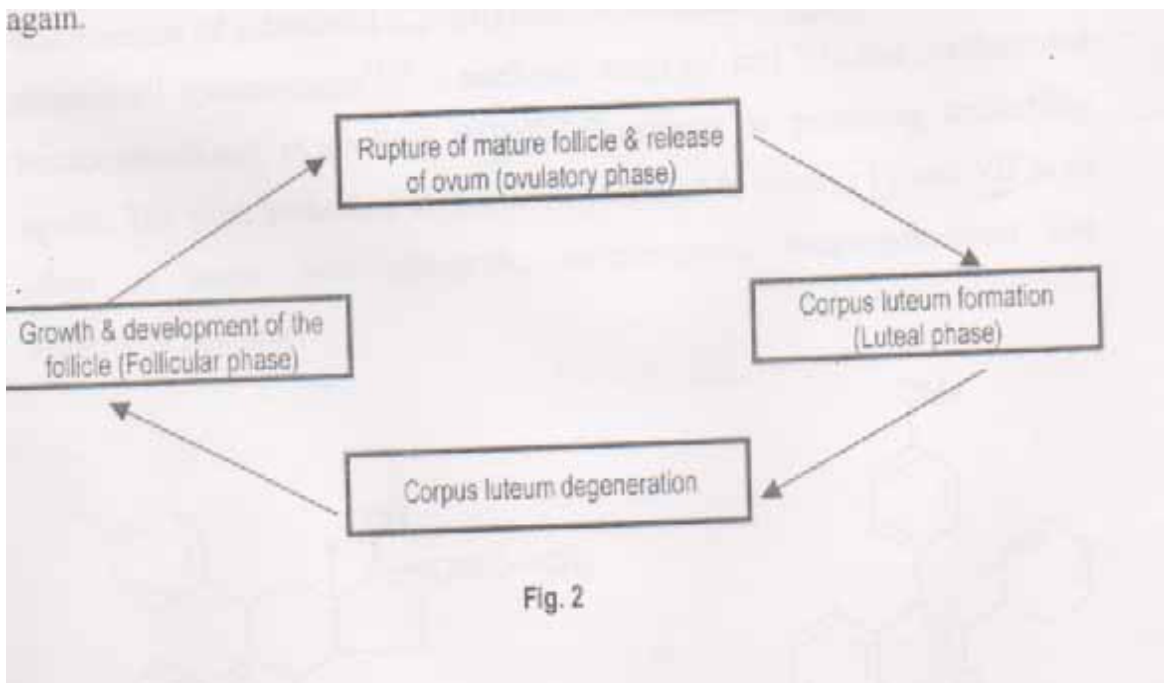 again.
Rupture of mature follicle & release
of ovum (ovulatory phase)
Corpus luteum formation
(Luteal phase)
Growth & development of the
follicle (Follicular phase)
Corpus luteum degeneration
Fig. 2